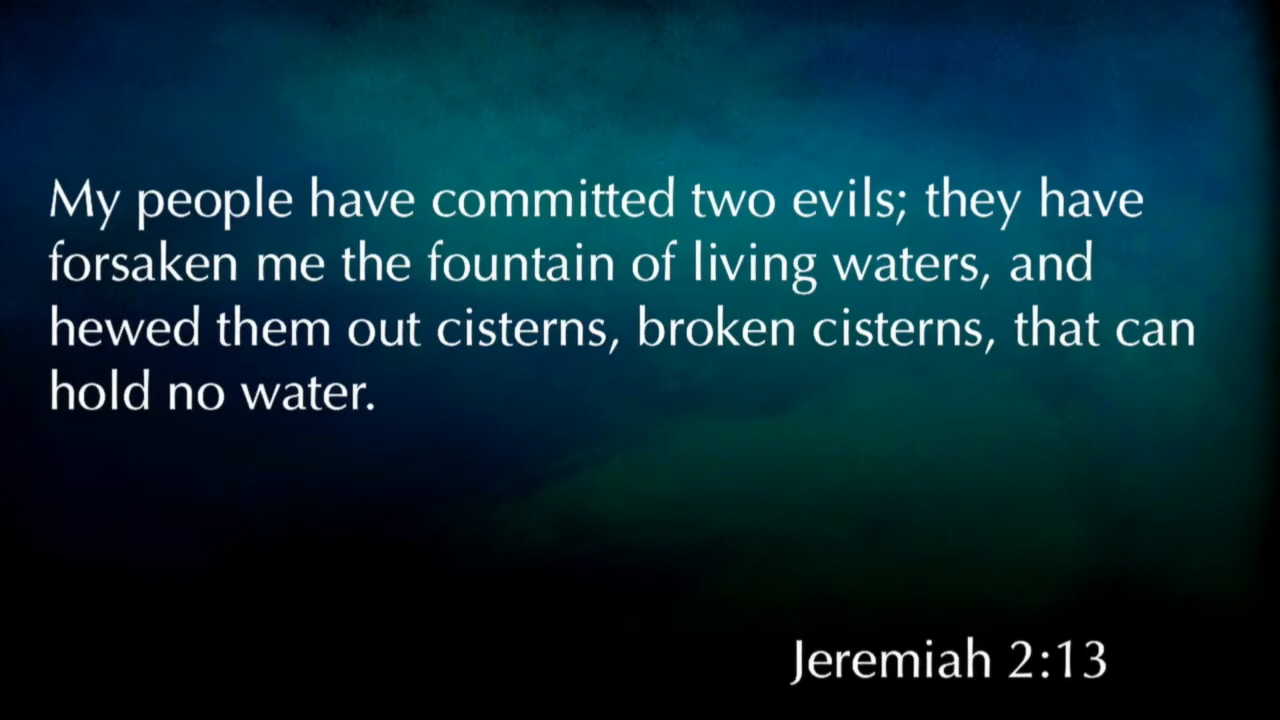 My people have committed two evils; they have
forsaken me the fountain of living waters, and
hewed them out cisterns, broken cisterns, that can
hold no water.
Jeremiah 2:13